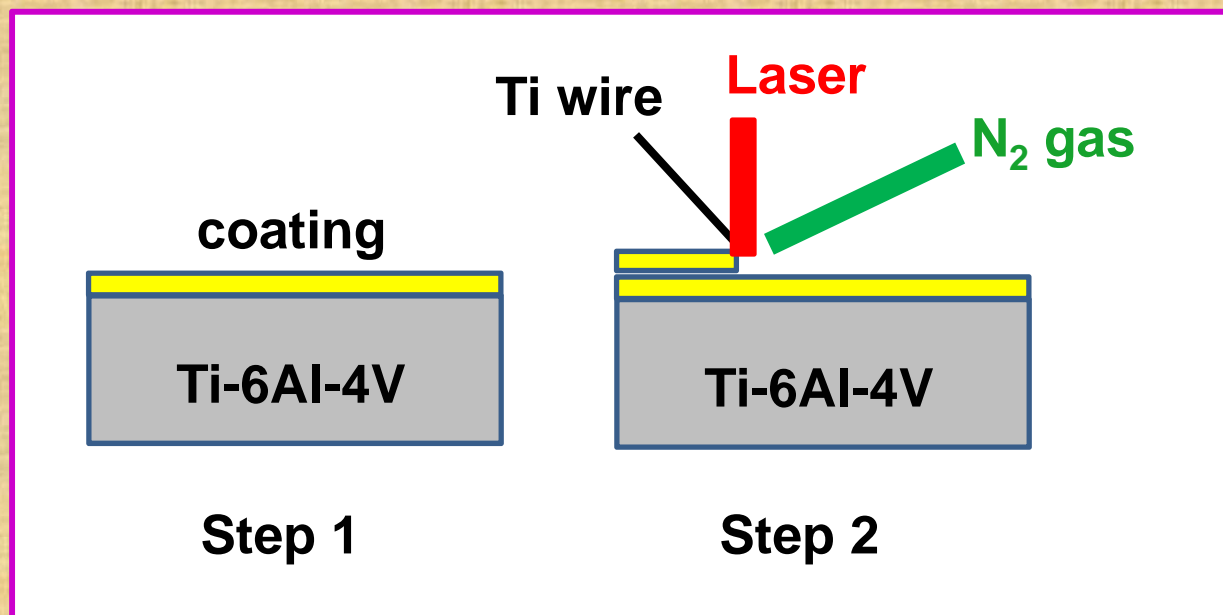 coating
Ti-6Al-4V
Step 1
Ti wire
Laser
N₂ gas
Ti-6Al-4V
Step 2